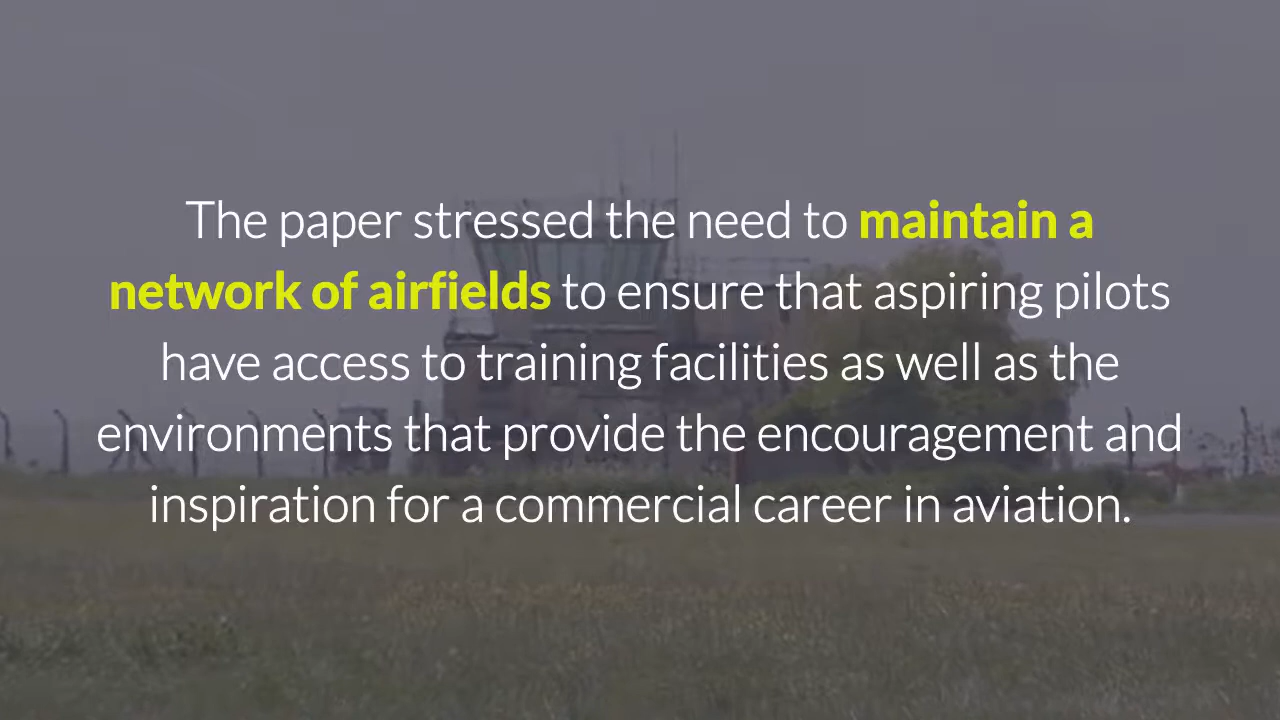 The paper stressed the need to maintain a
network of airfields to ensure that aspiring pilots
have access to training facilities as well as the
environments that provide the encouragement and
inspiration for a commercial career in aviation.